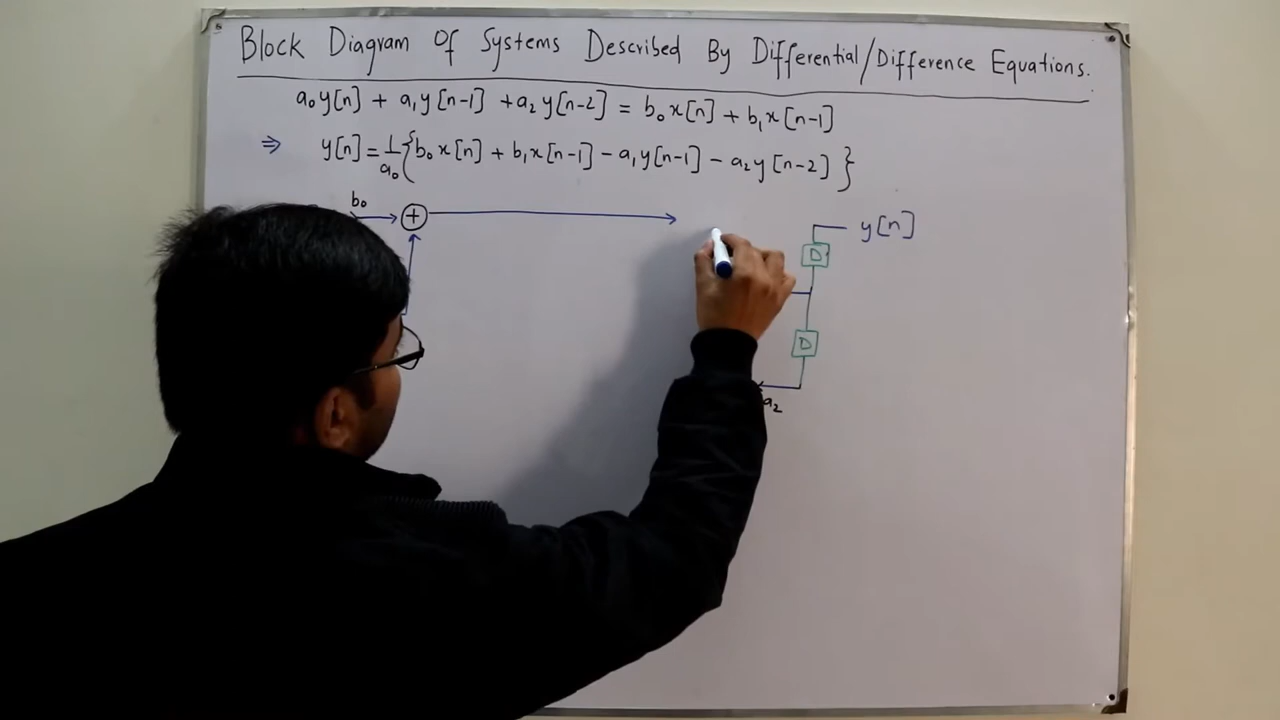 Block Diagram Of Systems Described By Differential/Difference Equations.
a₀y[n] + a₁y[n-1] + a₂y[n-2] = b₀x[n] + b₁x[n-1]
⇒ y[n] = 1/a₀ {b₀x[n] + b₁x[n-1] - a₁y[n-1] - a₂y[n-2]}
b₀
+
y[n]
D
D
a₂